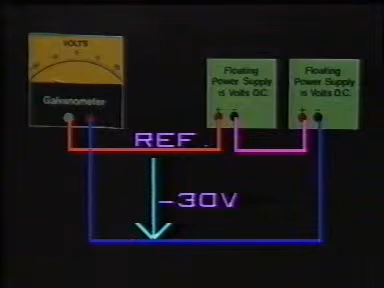 VOLTS
Galvanometer
Floating
Power Supply
15 Volts D.C.
Floating
Power Supply
15 Volts D.C.
REF.
-30V